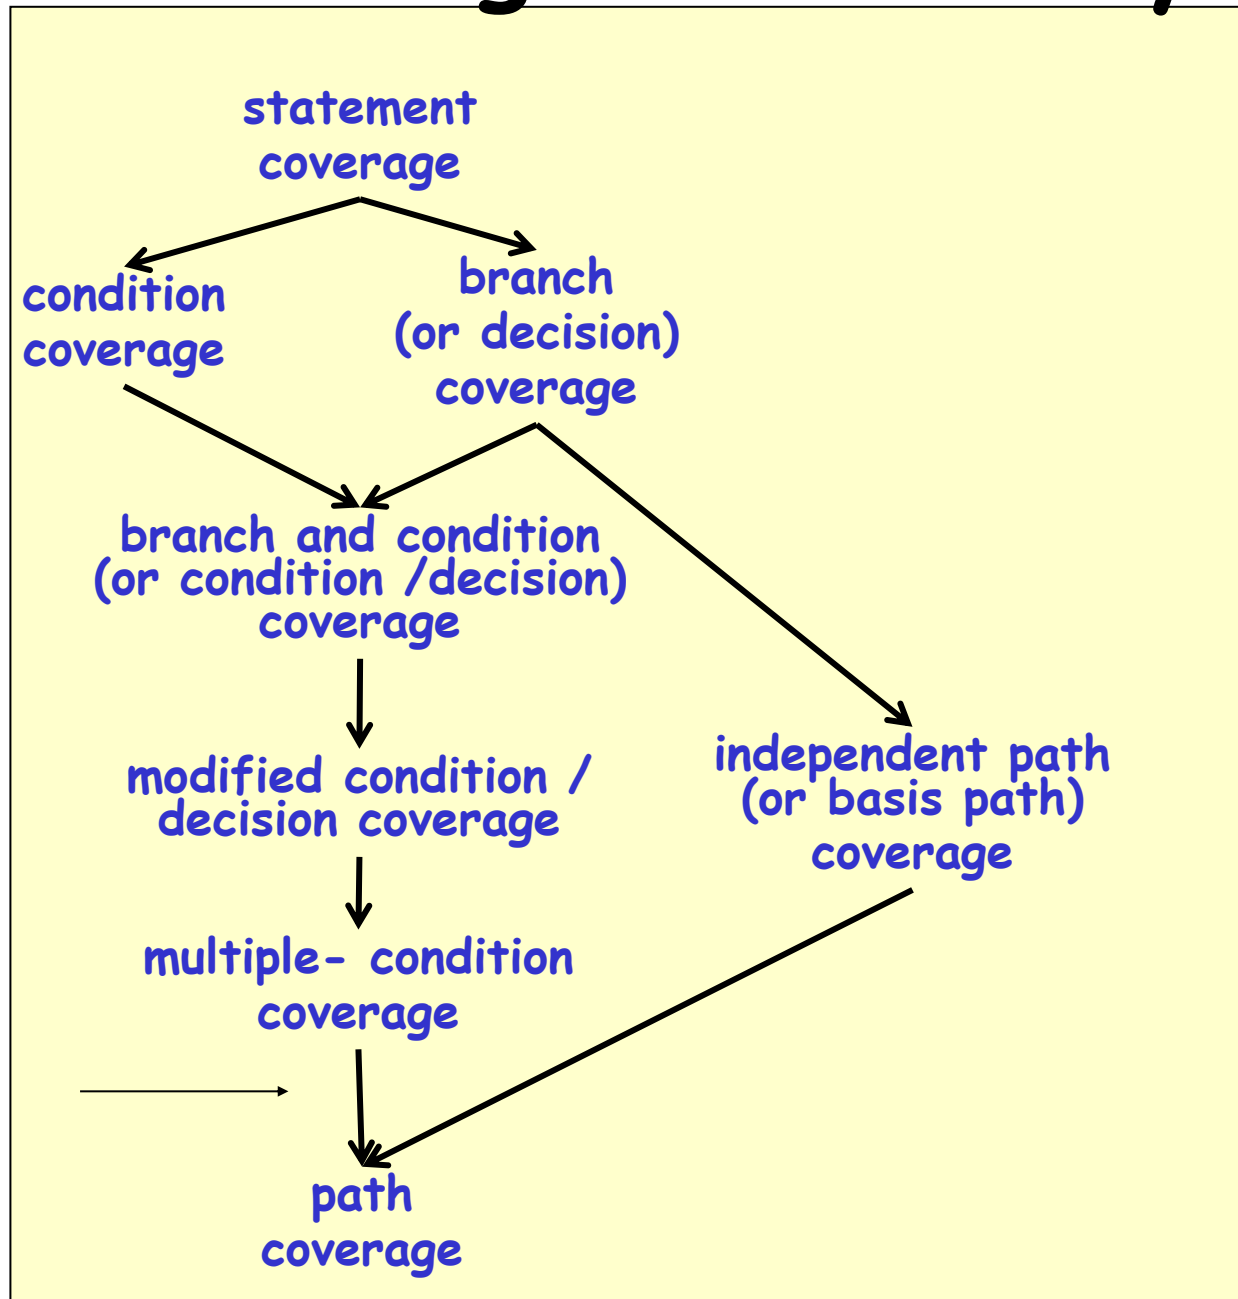 statement
coverage
condition
coverage
branch
(or decision)
coverage
branch and condition
(or condition /decision)
coverage
modified condition /
decision coverage
independent path
(or basis path)
coverage
multiple- condition
coverage
path
coverage